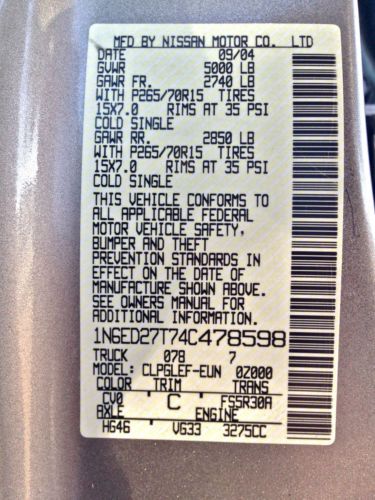 MFD BY NISSAN MOTOR CO. LTD
DATE 09/04
GVWR 5000 LB
GAWR FR. 2740 LB
WITH P265/70R15 TIRES
15X7.0 RIMS AT 35 PSI
COLD SINGLE
GAWR RR. 2850 LB
WITH P265/70R15 TIRES
15X7.0 RIMS AT 35 PSI
COLD SINGLE
THIS VEHICLE CONFORMS TO
ALL APPLICABLE FEDERAL
MOTOR VEHICLE SAFETY,
BUMPER AND THEFT
PREVENTION STANDARDS IN
EFFECT ON THE DATE OF
MANUFACTURE SHOWN ABOVE.
SEE OWNERS MANUAL FOR
ADDITIONAL INFORMATION
1N6ED27T74C478598
TRUCK 078 7
MODEL: CLPSLEF-EUN 0Z000
COLOR TRIM TRANS
CV0 C FS5R30A
AXLE ENGINE
HG46 VG33 3275CC